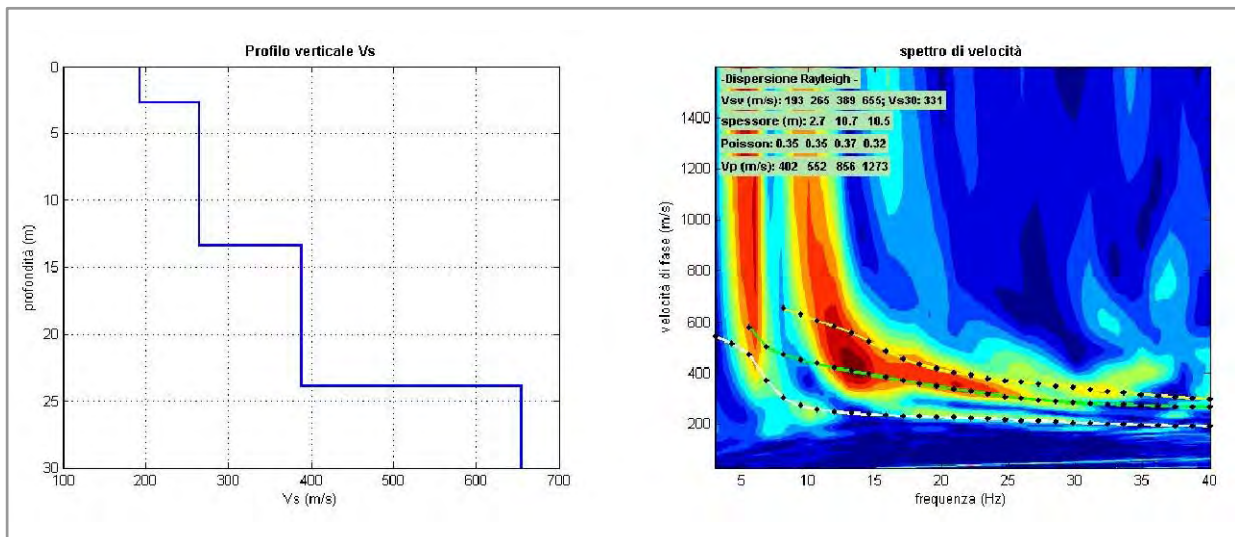 Profilo verticale Vs
0
5
10
15
20
25
30
profondità (m)
100 200 300 400 500 600 700
Vs (m/s)
spettro di velocità
-Dispersione Rayleigh -
Vsv (m/s): 193 265 389 655; Vs30: 331
spessore (m): 2.7 10.7 10.5
Poisson: 0.35 0.35 0.37 0.32
Vp (m/s): 402 552 856 1273
1400
1200
1000
800
600
400
200
velocità di fase (m/s)
5 10 15 20 25 30 35 40
frequenza (Hz)